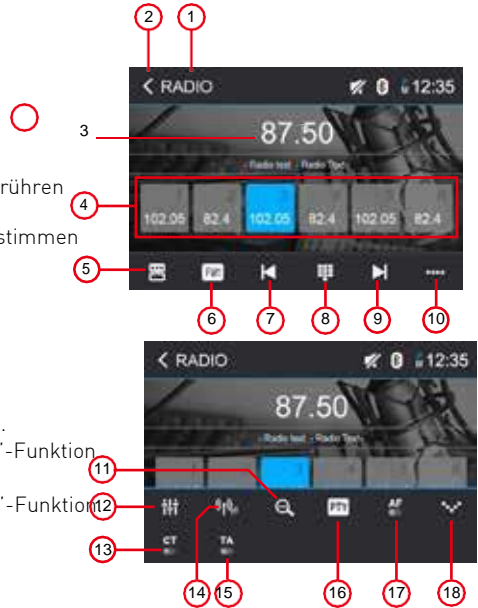 2 1
< RADIO 12:35
3 87.50
Radio text Radio Text
rühren
4
102.05 82.4 102.05 82.4 102.05 82.4
stimmen
5
6 7 8 9 10
< RADIO 12:35
87.50
Radio text Radio Text
.
"-Funktion
11
"-Funktion
12 PTY AF
13 CT TA
14 15 16 17 18